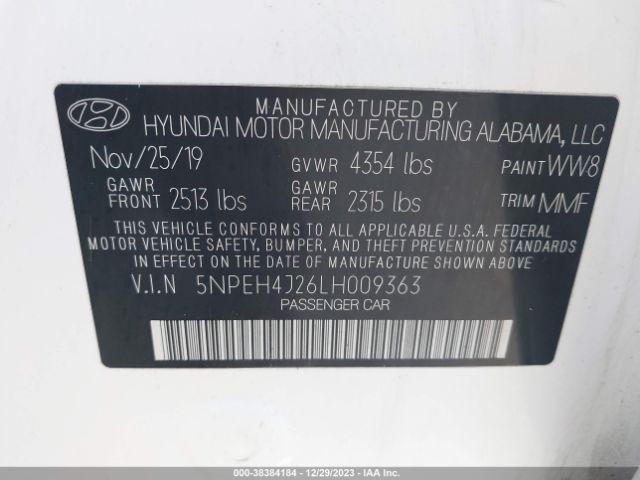 MANUFACTURED BY
HYUNDAI MOTOR MANUFACTURING ALABAMA, LLC
Nov/25/19 GVWR 4354 lbs PAINT WW8
GAWR FRONT 2513 lbs GAWR REAR 2315 lbs TRIM MMF
THIS VEHICLE CONFORMS TO ALL APPLICABLE U.S.A. FEDERAL
MOTOR VEHICLE SAFETY, BUMPER, AND THEFT PREVENTION STANDARDS
IN EFFECT ON THE DATE OF MANUFACTURE SHOWN ABOVE
V.I.N 5NPEH4J26LH009363
PASSENGER CAR
000-38384184 - 12/29/2023 - IAAI.COM